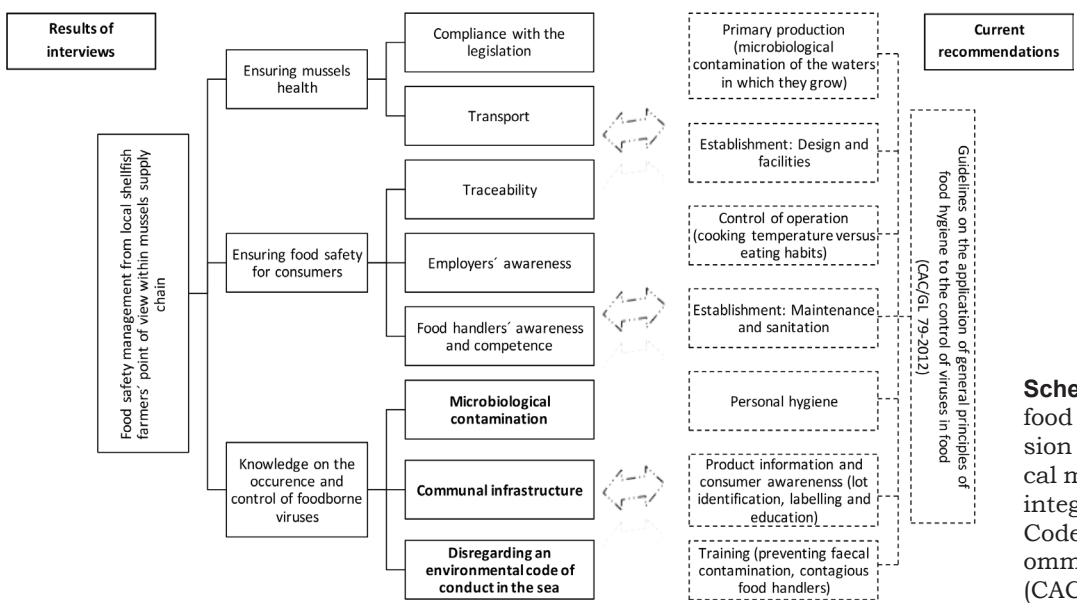 Results of
interviews
Food safety management from local shellfish
farmers´ point of view within mussels supply
chain
Ensuring mussels
health
Ensuring food safety
for consumers
Knowledge on the
occurence and
control of foodborne
viruses
Compliance with the
legislation
Transport
Traceability
Employers´ awareness
Food handlers´ awareness
and competence
Microbiological
contamination
Communal infrastructure
Disregarding an
environmental code of
conduct in the sea
Primary production
(microbiological
contamination of the waters
in which they grow)
Establishment: Design and
facilities
Control of operation
(cooking temperature versus
eating habits)
Establishment: Maintenance
and sanitation
Personal hygiene
Product information and
consumer awarenenss (lot
identification, labelling and
education)
Training (preventing faecal
contamination, contagious
food handlers)
Current
recommendations
Guidelines on the application of general principles of
food hygiene to the control of viruses in food
(CAC/GL 79-2012)
Sche
food
sion
cal m
integ
Code
omm
(CAC